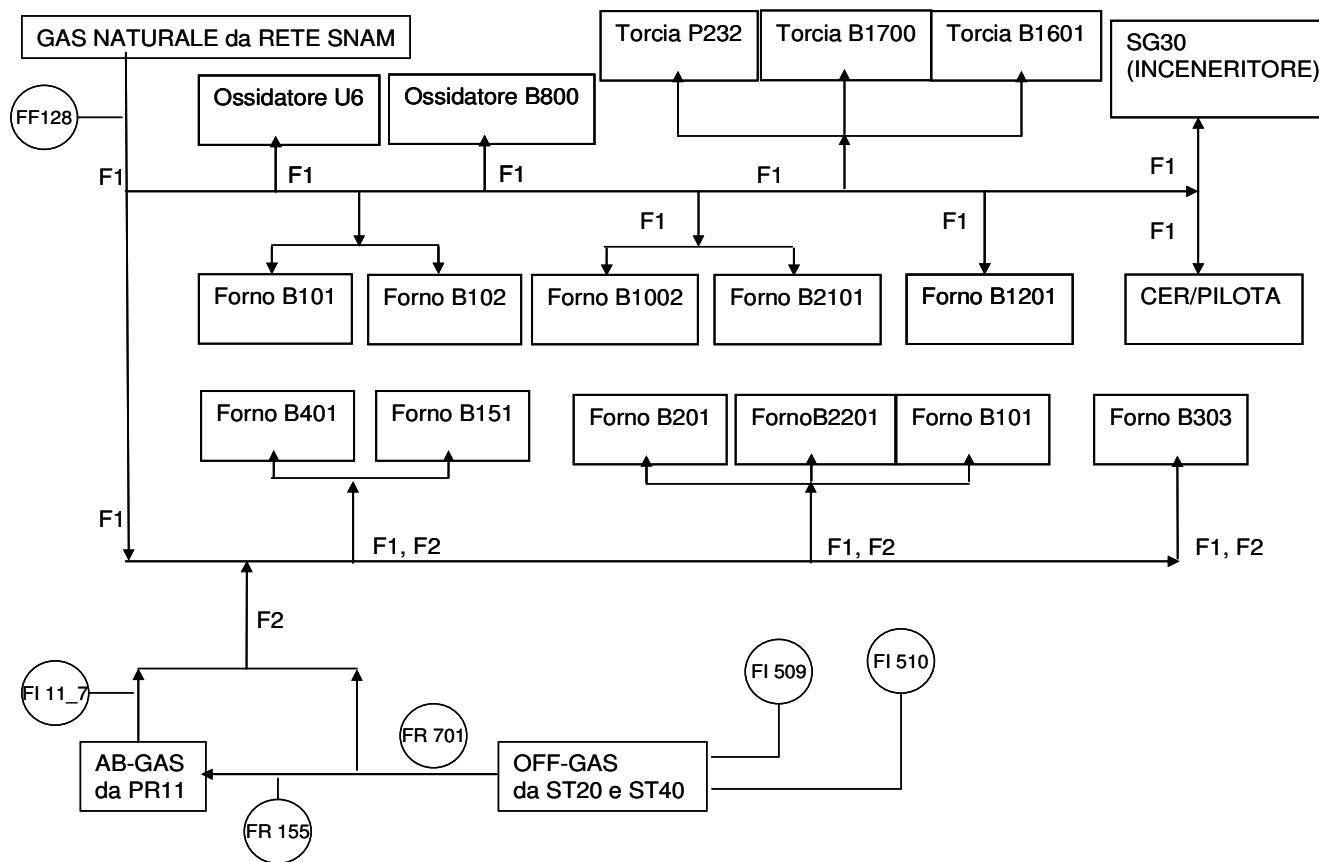 GAS NATURALE da RETE SNAM
Torcia P232
Torcia B1700
Torcia B1601
SG30
(INCENERITORE)
FF128
Ossidatore U6
Ossidatore B800
F1
F1
F1
F1
F1
F1
F1
F1
Forno B101
Forno B102
Forno B1002
Forno B2101
Forno B1201
CER/PILOTA
Forno B401
Forno B151
Forno B201
FornoB2201
Forno B101
Forno B303
F1
F1, F2
F1, F2
F1, F2
F2
FI 11_7
FI 509
FI 510
FR 701
AB-GAS
da PR11
OFF-GAS
da ST20 e ST40
FR 155